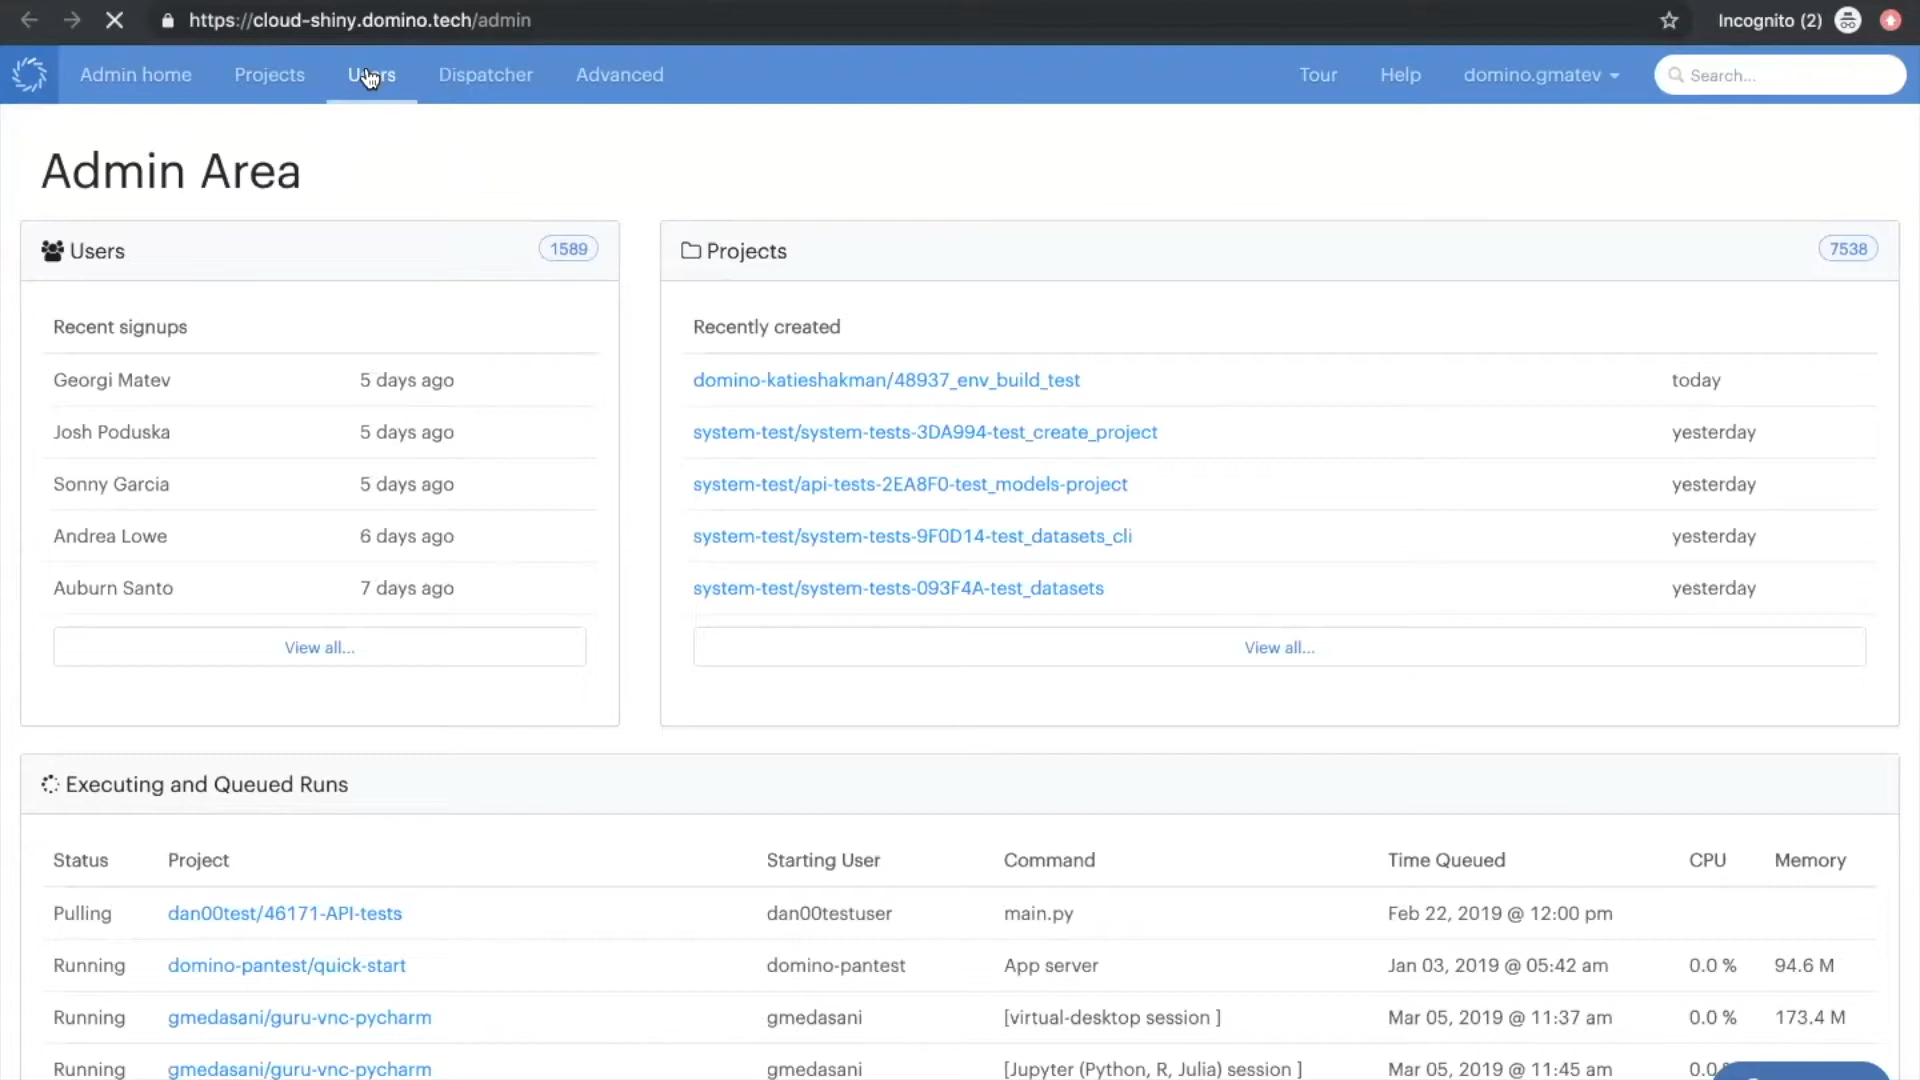 https://cloud-shiny.domino.tech/admin
Incognito (2)
Admin home Projects Users Dispatcher Advanced Tour Help domino.gmatev Search...
Admin Area
Users 1589
Projects 7538
Recent signups
Georgi Matev 5 days ago
Josh Poduska 5 days ago
Sonny Garcia 5 days ago
Andrea Lowe 6 days ago
Auburn Santo 7 days ago
View all...
Recently created
domino-katieshakman/48937_env_build_test today
system-test/system-tests-3DA994-test_create_project yesterday
system-test/api-tests-2EA8F0-test_models-project yesterday
system-test/system-tests-9F0D14-test_datasets_cli yesterday
system-test/system-tests-093F4A-test_datasets yesterday
View all...
Executing and Queued Runs
Status Project Starting User Command Time Queued CPU Memory
Pulling dan00test/46171-API-tests dan00testuser main.py Feb 22, 2019 @ 12:00 pm
Running domino-pantest/quick-start domino-pantest App server Jan 03, 2019 @ 05:42 am 0.0 % 94.6 M
Running gmedasani/guru-vnc-pycharm gmedasani [virtual-desktop session ] Mar 05, 2019 @ 11:37 am 0.0 % 173.4 M
Running gmedasani/guru-vnc-pycharm gmedasani [Jupyter (Python, R, Julia) session ] Mar 05, 2019 @ 11:45 am